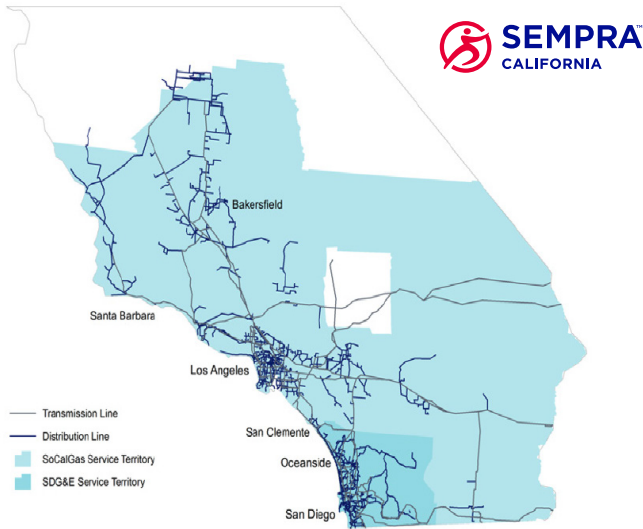 SEMPRA™
CALIFORNIA
Bakersfield
Santa Barbara
Los Angeles
San Clemente
Oceanside
San Diego
Transmission Line
Distribution Line
SoCalGas Service Territory
SDG&E Service Territory